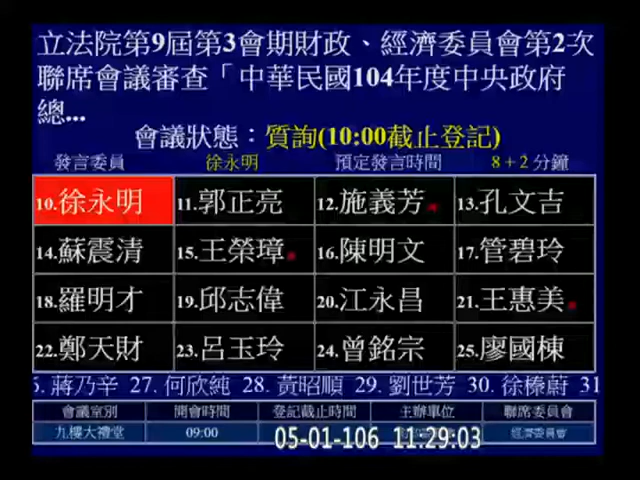 立法院第9屆第3會期財政、經濟委員會第2次
聯席會議審查「中華民國104年度中央政府
總...
會議狀態：質詢(10:00截止登記)
發言委員 徐永明 預定發言時間 8+2 分鐘
10.徐永明 11.郭正亮 12.施義芳 13.孔文吉
14.蘇震清 15.王榮璋 16.陳明文 17.管碧玲
18.羅明才 19.邱志偉 20.江永昌 21.王惠美
22.鄭天財 23.呂玉玲 24.曾銘宗 25.廖國棟
蔣乃辛 27.何欣純 28.黃昭順 29.劉世芳 30.徐榛蔚 31
會議室別 開會時間 登記截止時間 主辦單位 聯席委員會
九樓大禮堂 09:00 05-01-106 11:29:03 經濟委員會